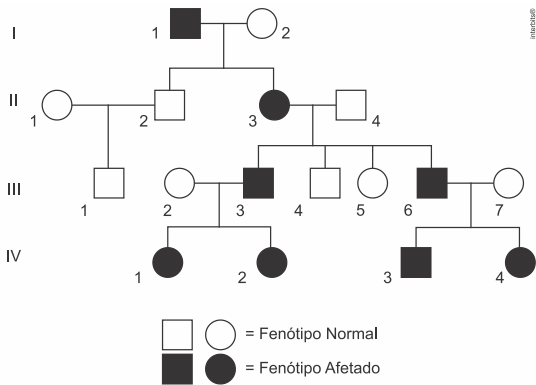 interbits®
I
1
2
II
1
2
3
4
III
1
2
3
4
5
6
7
IV
1
2
3
4
= Fenótipo Normal
= Fenótipo Afetado